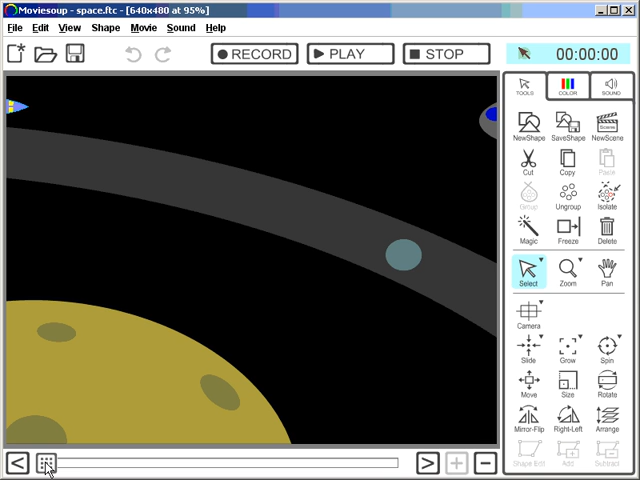 Moviesoup - space.ftc - [640x480 at 95%]
File Edit View Shape Movie Sound Help
RECORD PLAY STOP 00:00:00
TOOLS COLOR SOUND
NewShape SaveShape NewScene
Cut Copy Paste
Group Ungroup Isolate
Magic Freeze Delete
Select Zoom Pan
Camera
Slide Grow Spin
Move Size Rotate
Mirror-Flip Right-Left Arrange
Shape Edit Add Subtract